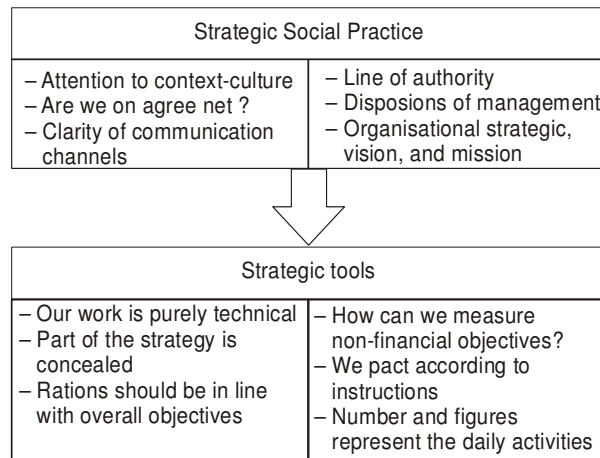 Strategic Social Practice
– Attention to context-culture
– Are we on agree net ?
– Clarity of communication
channels
– Line of authority
– Disposions of management
– Organisational strategic,
vision, and mission
Strategic tools
– Our work is purely technical
– Part of the strategy is
concealed
– Rations should be in line
with overall objectives
– How can we measure
non-financial objectives?
– We pact according to
instructions
– Number and figures
represent the daily activities